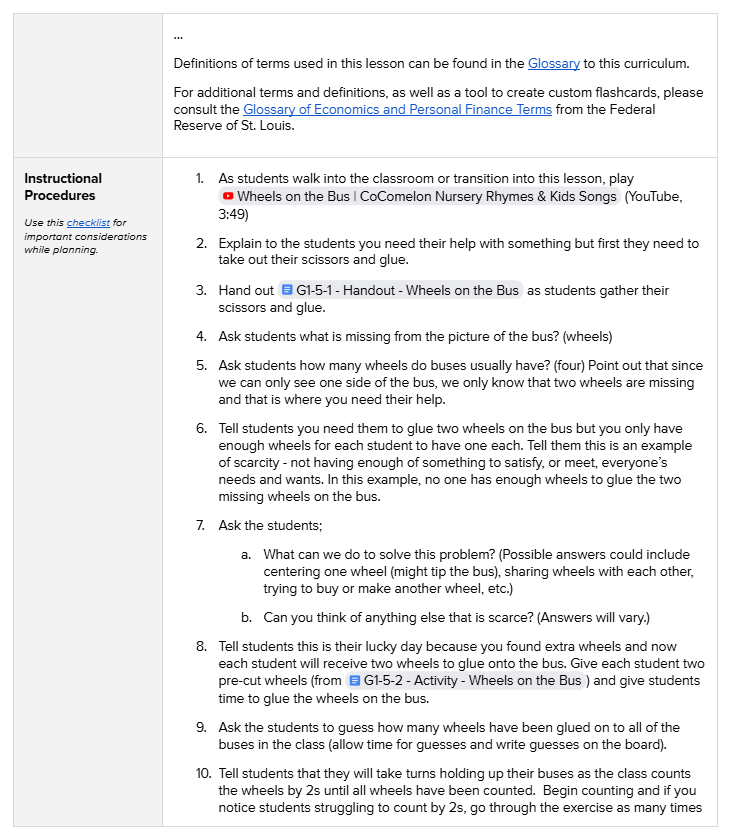 ...
Definitions of terms used in this lesson can be found in the Glossary to this curriculum.
For additional terms and definitions, as well as a tool to create custom flashcards, please
consult the Glossary of Economics and Personal Finance Terms from the Federal
Reserve of St. Louis.
Instructional
Procedures
Use this checklist for
important considerations
while planning.
1. As students walk into the classroom or transition into this lesson, play
Wheels on the Bus | CoComelon Nursery Rhymes & Kids Songs (YouTube,
3:49)
2. Explain to the students you need their help with something but first they need to
take out their scissors and glue.
3. Hand out G1-5-1 - Handout - Wheels on the Bus as students gather their
scissors and glue.
4. Ask students what is missing from the picture of the bus? (wheels)
5. Ask students how many wheels do buses usually have? (four) Point out that since
we can only see one side of the bus, we only know that two wheels are missing
and that is where you need their help.
6. Tell students you need them to glue two wheels on the bus but you only have
enough wheels for each student to have one each. Tell them this is an example
of scarcity - not having enough of something to satisfy, or meet, everyone's
needs and wants. In this example, no one has enough wheels to glue the two
missing wheels on the bus.
7. Ask the students;
a. What can we do to solve this problem? (Possible answers could include
centering one wheel (might tip the bus), sharing wheels with each other,
trying to buy or make another wheel, etc.)
b. Can you think of anything else that is scarce? (Answers will vary.)
8. Tell students this is their lucky day because you found extra wheels and now
each student will receive two wheels to glue onto the bus. Give each student two
pre-cut wheels (from G1-5-2 - Activity - Wheels on the Bus ) and give students
time to glue the wheels on the bus.
9. Ask the students to guess how many wheels have been glued on to all of the
buses in the class (allow time for guesses and write guesses on the board).
10. Tell students that they will take turns holding up their buses as the class counts
the wheels by 2s until all wheels have been counted. Begin counting and if you
notice students struggling to count by 2s, go through the exercise as many times